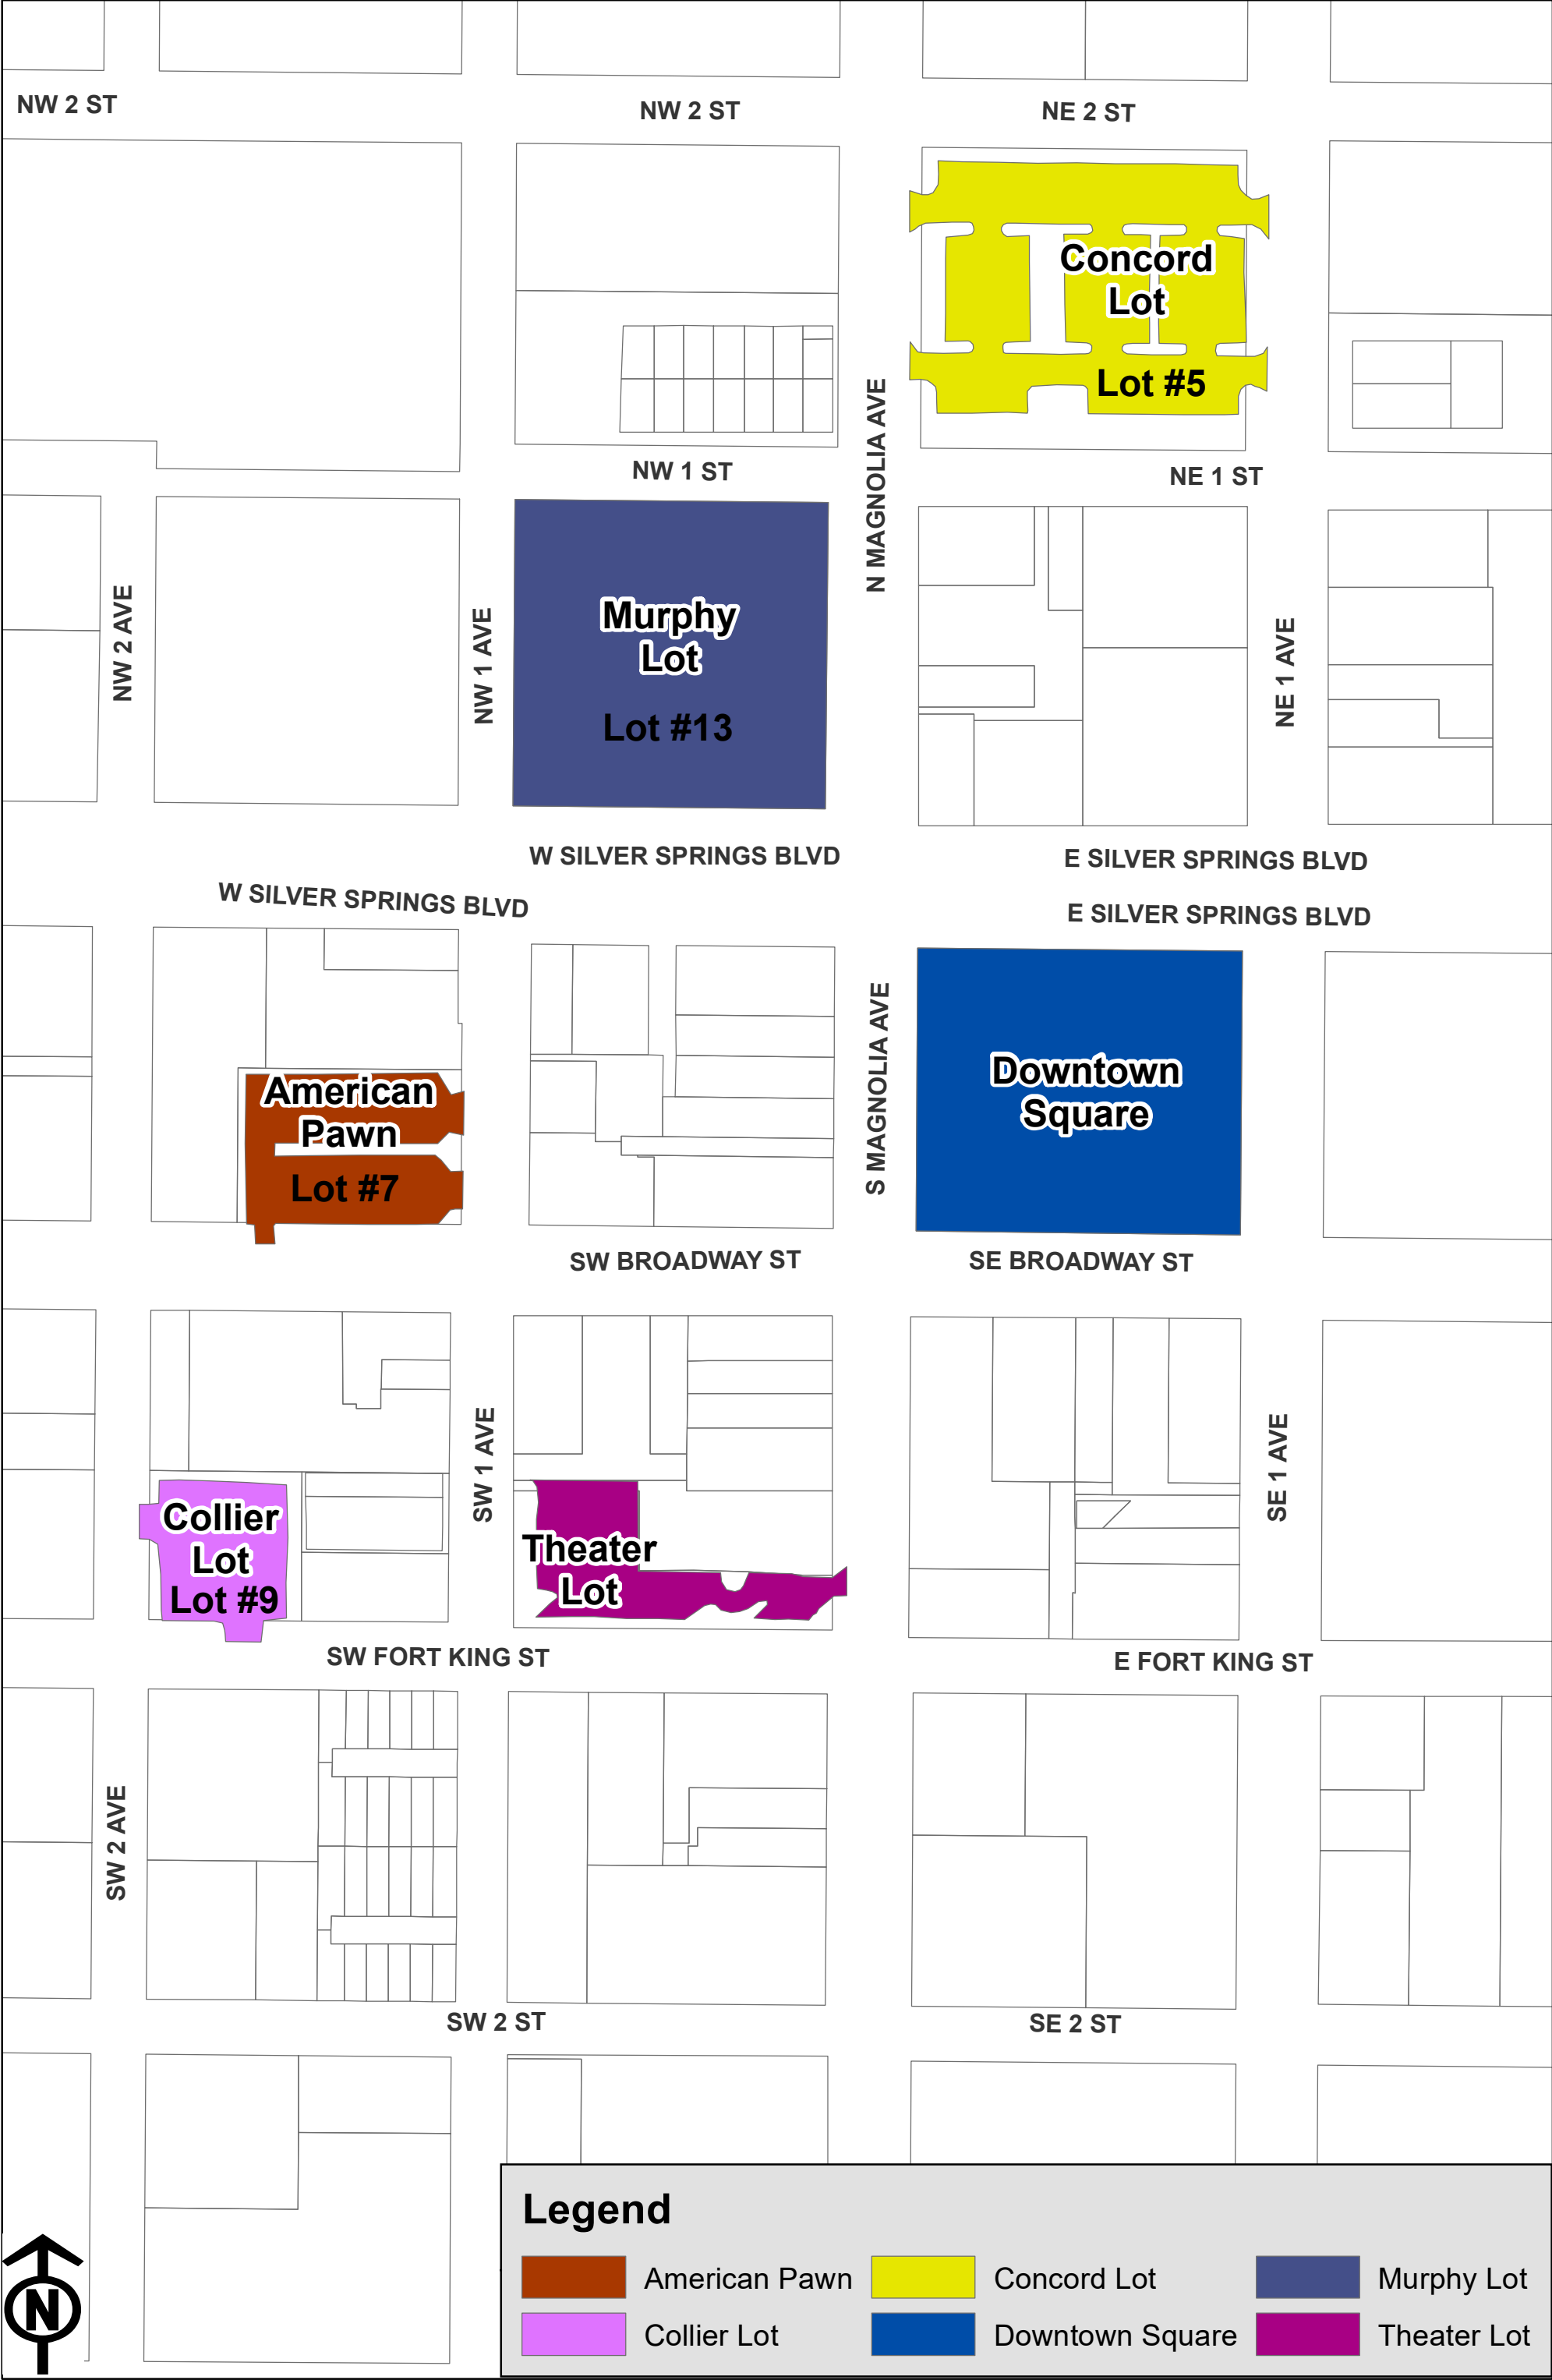 NW 2 ST
NW 2 ST
NE 2 ST
Concord
Lot
Lot #5
N MAGNOLIA AVE
NW 1 ST
NE 1 ST
NW 2 AVE
NW 1 AVE
Murphy
Lot
Lot #13
NE 1 AVE
W SILVER SPRINGS BLVD
E SILVER SPRINGS BLVD
W SILVER SPRINGS BLVD
E SILVER SPRINGS BLVD
American
Pawn
Lot #7
S MAGNOLIA AVE
Downtown
Square
SW BROADWAY ST
SE BROADWAY ST
SW 1 AVE
SE 1 AVE
Collier
Lot
Lot #9
Theater
Lot
SW FORT KING ST
E FORT KING ST
SW 2 AVE
SW 2 ST
SE 2 ST
Legend
American Pawn
Concord Lot
Murphy Lot
Collier Lot
Downtown Square
Theater Lot
N